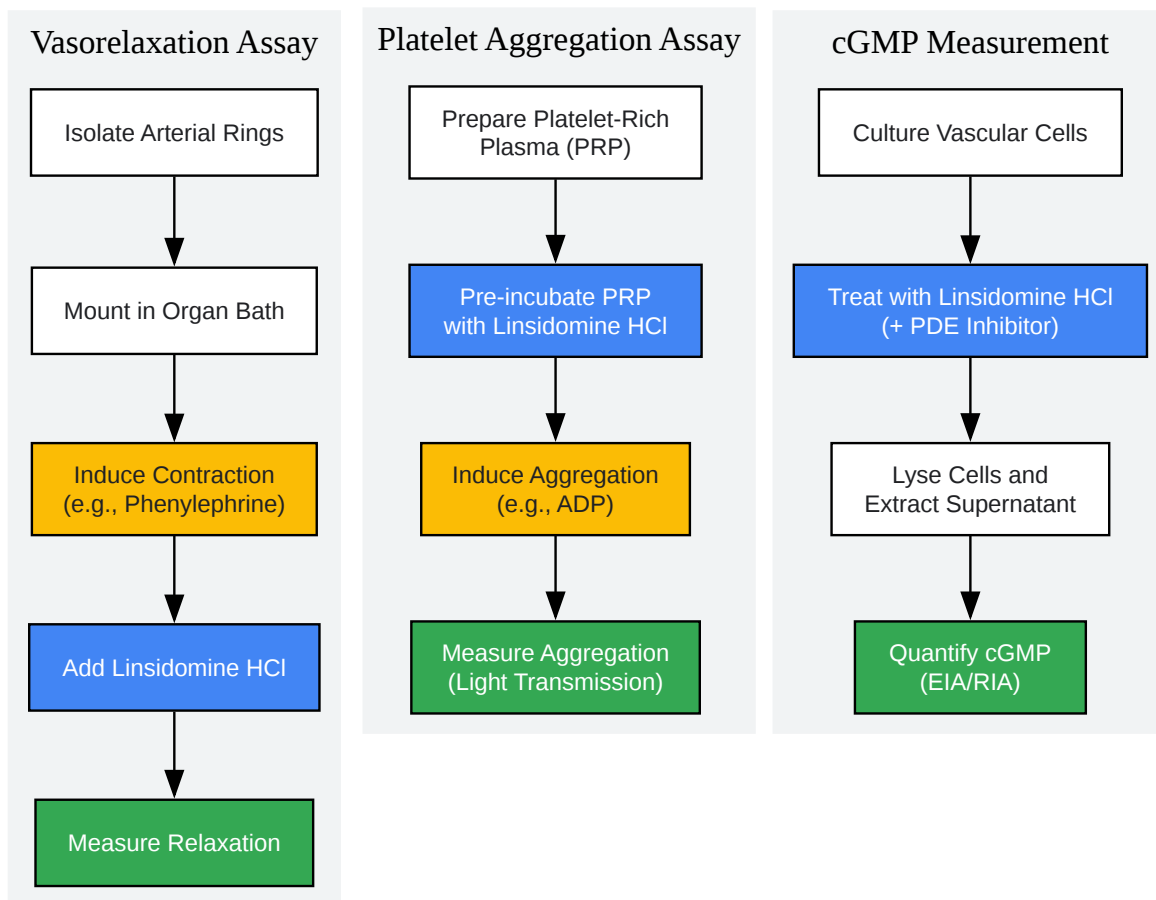 Vasorelaxation Assay
Isolate Arterial Rings
Mount in Organ Bath
Induce Contraction
(e.g., Phenylephrine)
Add Linsidomine HCl
Measure Relaxation
Platelet Aggregation Assay
Prepare Platelet-Rich
Plasma (PRP)
Pre-incubate PRP
with Linsidomine HCl
Induce Aggregation
(e.g., ADP)
Measure Aggregation
(Light Transmission)
cGMP Measurement
Culture Vascular Cells
Treat with Linsidomine HCl
(+ PDE Inhibitor)
Lyse Cells and
Extract Supernatant
Quantify cGMP
(EIA/RIA)